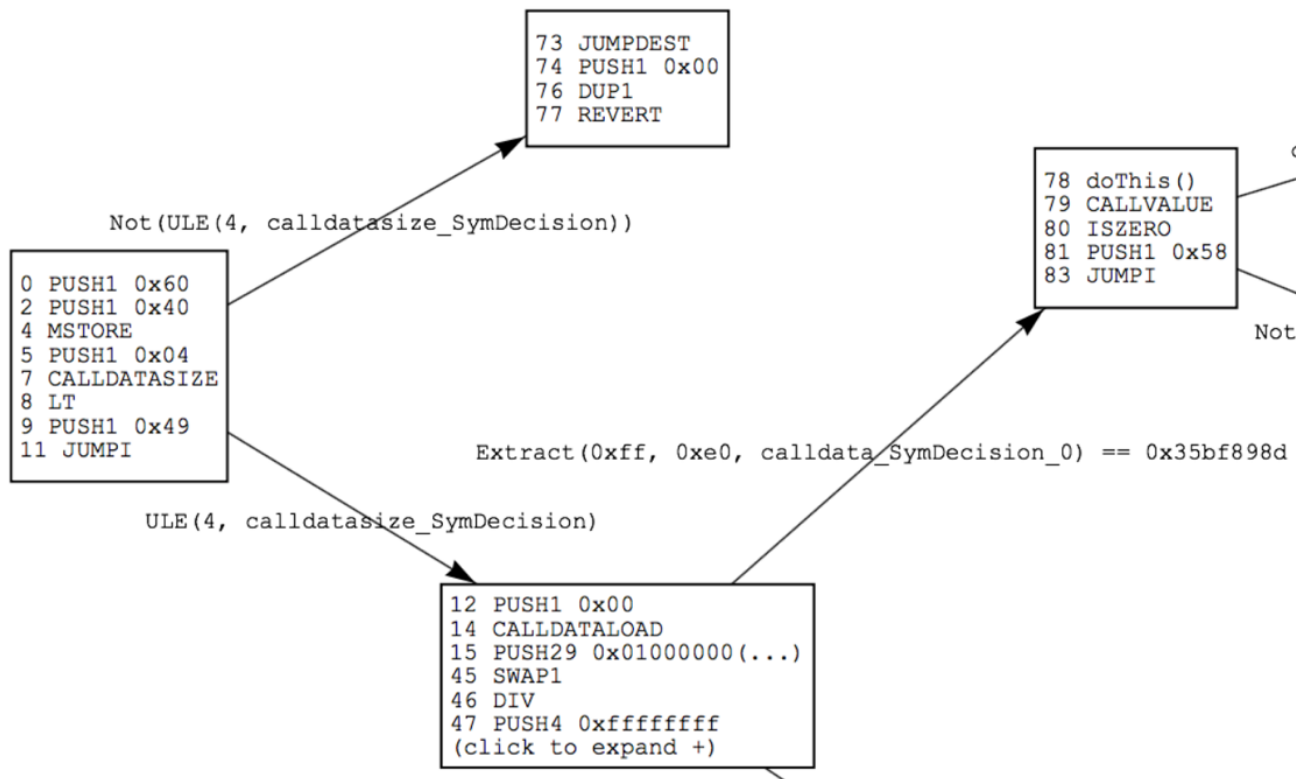 73 JUMPDEST
74 PUSH1 0x00
76 DUP1
77 REVERT
78 doThis()
79 CALLVALUE
80 ISZERO
81 PUSH1 0x58
83 JUMPI
Not(ULE(4, calldatasize_SymDecision))
0 PUSH1 0x60
2 PUSH1 0x40
4 MSTORE
5 PUSH1 0x04
7 CALLDATASIZE
8 LT
9 PUSH1 0x49
11 JUMPI
Not
Extract(0xff, 0xe0, calldata_SymDecision_0) == 0x35bf898d
ULE(4, calldatasize_SymDecision)
12 PUSH1 0x00
14 CALLDATALOAD
15 PUSH29 0x01000000(...)
45 SWAP1
46 DIV
47 PUSH4 0xffffffff
(click to expand +)